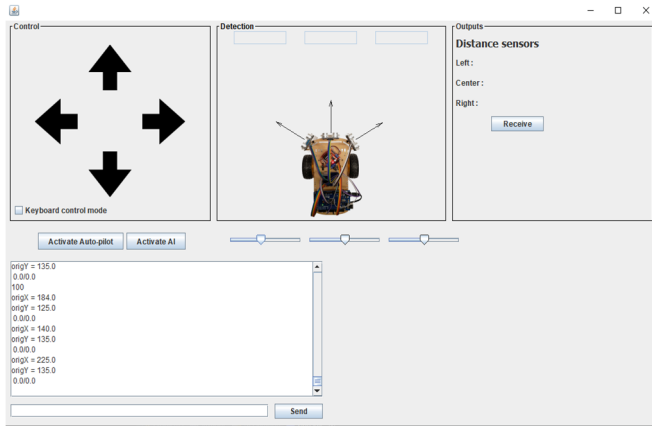 Control
Detection
Outputs
Distance sensors
Left :
Center :
Right :
Receive
Keyboard control mode
Activate Auto-pilot
Activate AI
origY = 135.0
0.0/0.0
100
origX = 184.0
origY = 125.0
0.0/0.0
origX = 140.0
origY = 135.0
0.0/0.0
origX = 225.0
origY = 135.0
0.0/0.0
Send